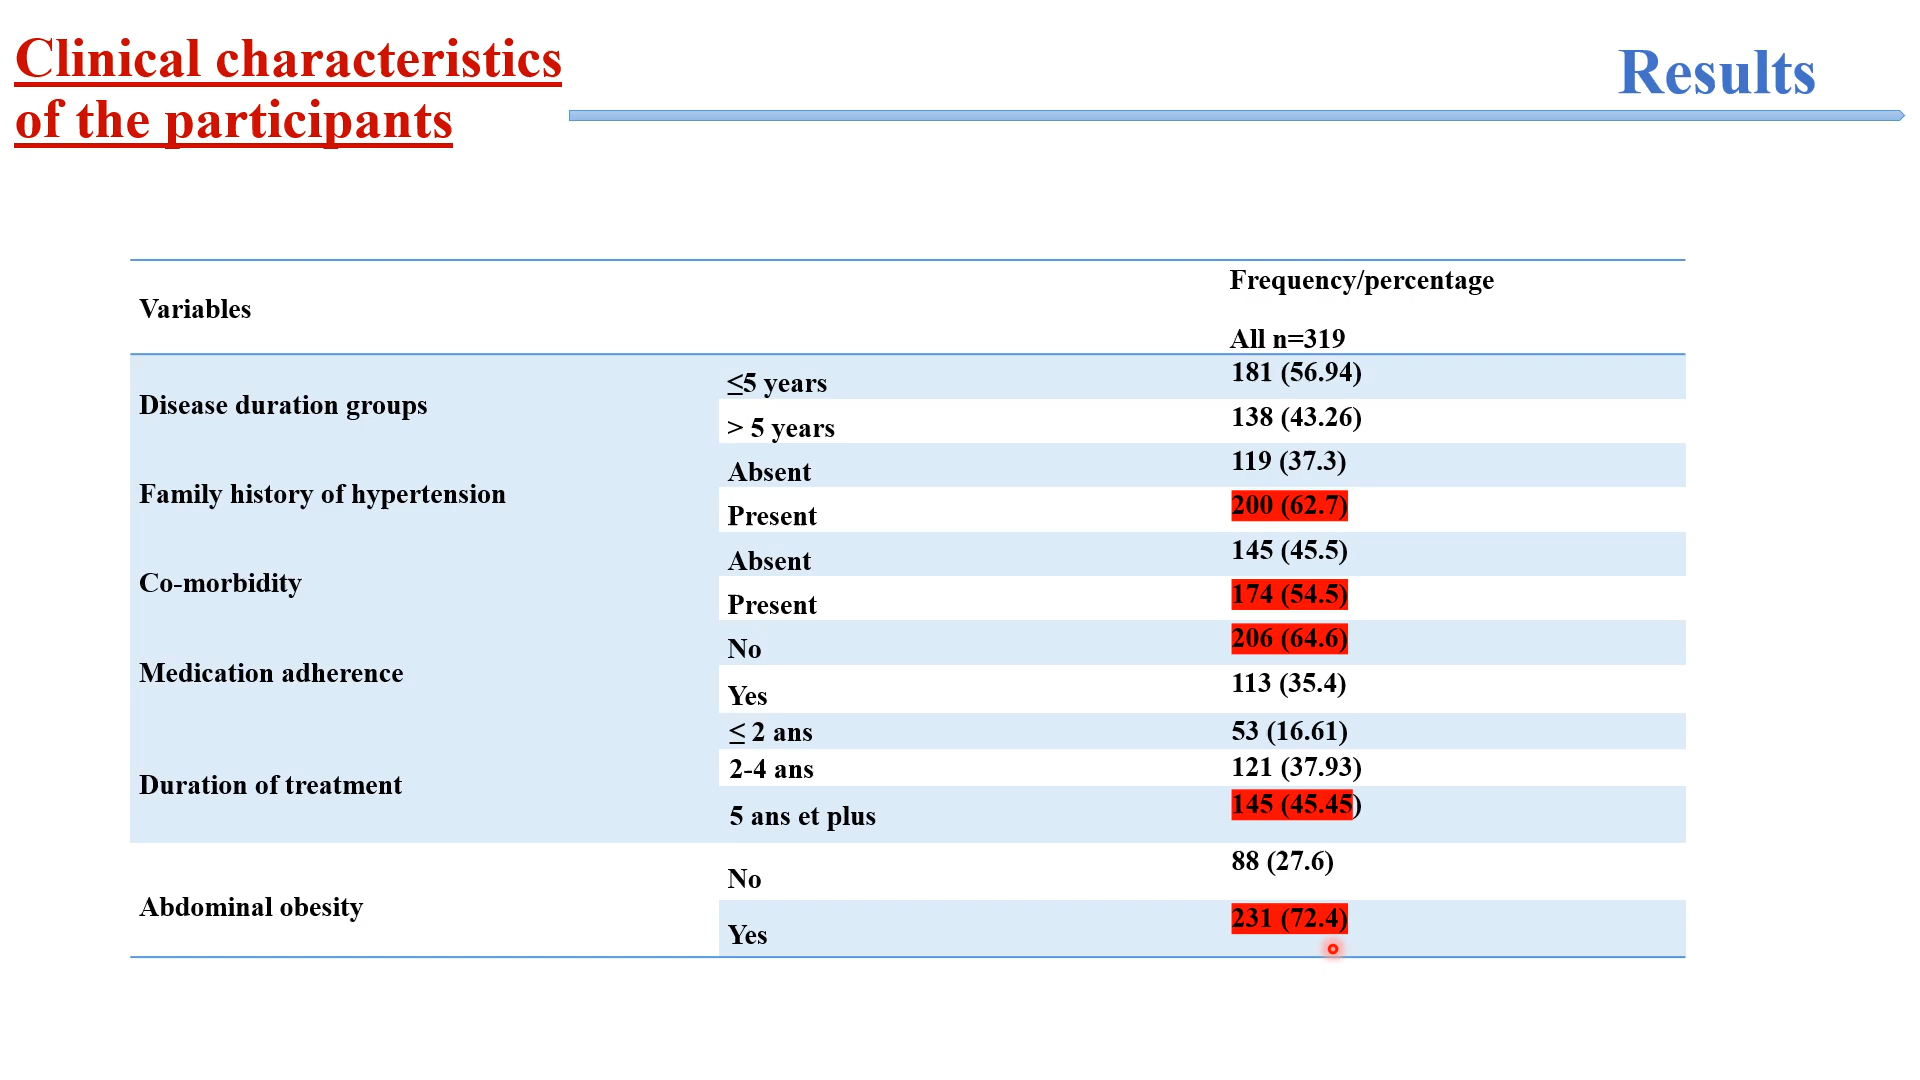 Clinical characteristics
of the participants
Results
Variables
Frequency/percentage
All n=319
Disease duration groups
≤5 years
181 (56.94)
> 5 years
138 (43.26)
Family history of hypertension
Absent
119 (37.3)
Present
200 (62.7)
Co-morbidity
Absent
145 (45.5)
Present
174 (54.5)
Medication adherence
No
206 (64.6)
Yes
113 (35.4)
Duration of treatment
≤ 2 ans
53 (16.61)
2-4 ans
121 (37.93)
5 ans et plus
145 (45.45)
Abdominal obesity
No
88 (27.6)
Yes
231 (72.4)